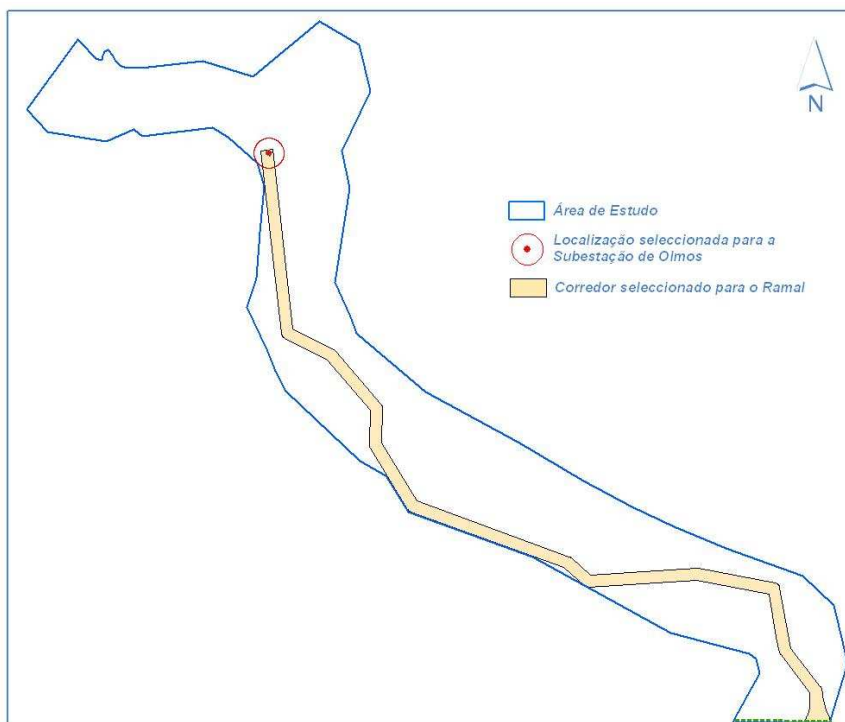 N
Área de Estudo
Localização seleccionada para a
Subestação de Olmos
Corredor seleccionado para o Ramal